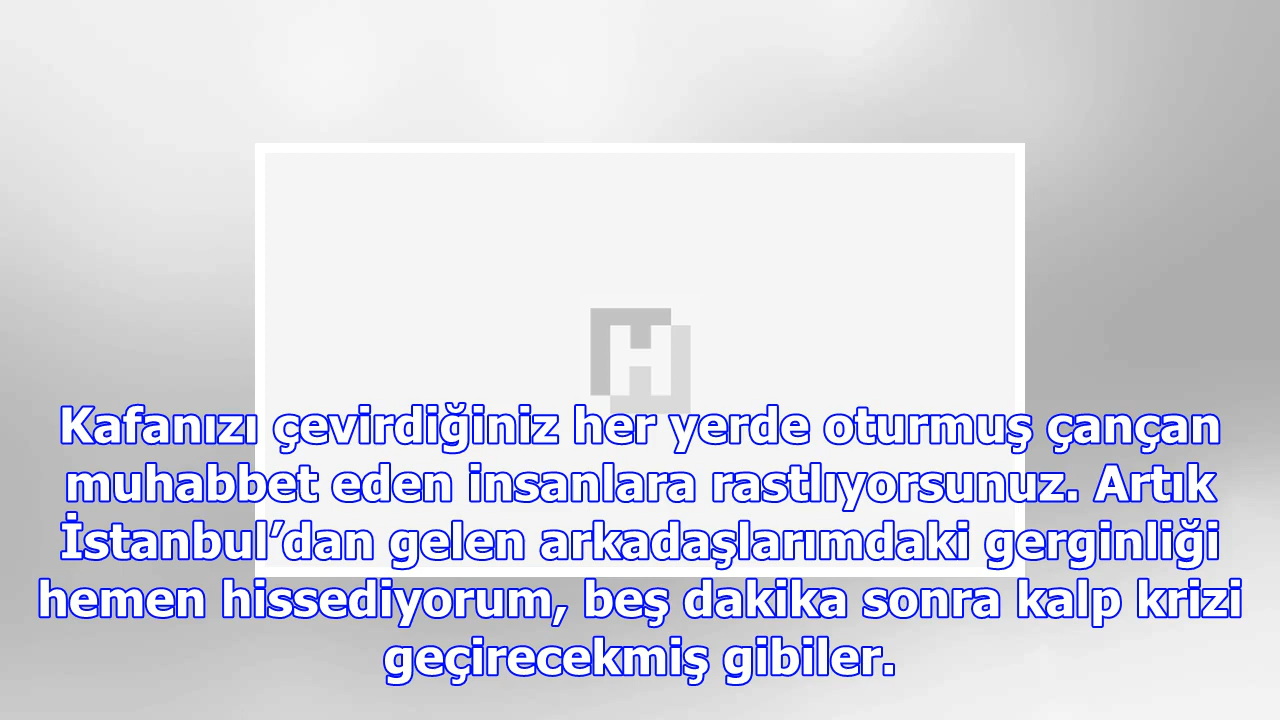 H
Kafanızı çevirdiğiniz her yerde oturmuş çançan
muhabbet eden insanlara rastlıyorsunuz. Artık
İstanbul’dan gelen arkadaşlarımdaki gerginliği
hemen hissediyorum, beş dakika sonra kalp krizi
geçirecekmiş gibiler.